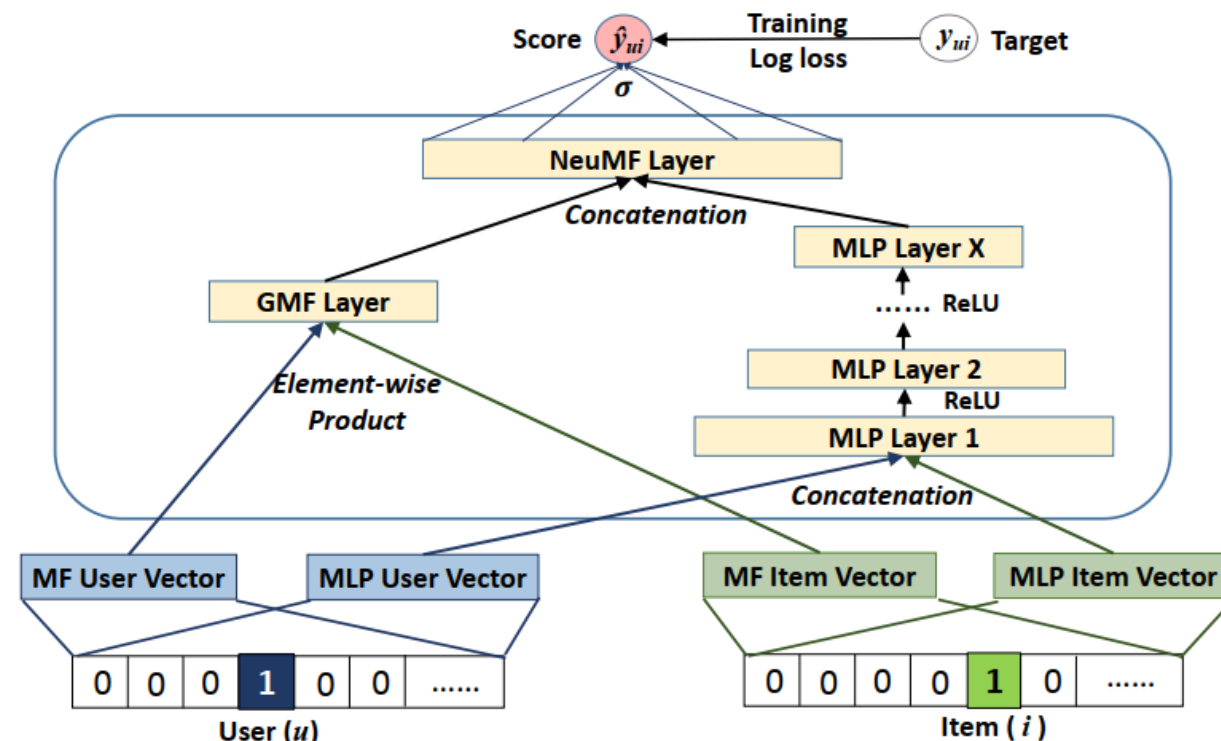 Score ŷui Training yui Target
Log loss
σ
NeuMF Layer
Concatenation
MLP Layer X
GMF Layer
...... ReLU
Element-wise
Product
MLP Layer 2
ReLU
MLP Layer 1
Concatenation
MF User Vector MLP User Vector MF Item Vector MLP Item Vector
0 0 0 1 0 0 ...... 0 0 0 0 1 0 ......
User (u) Item ( i )